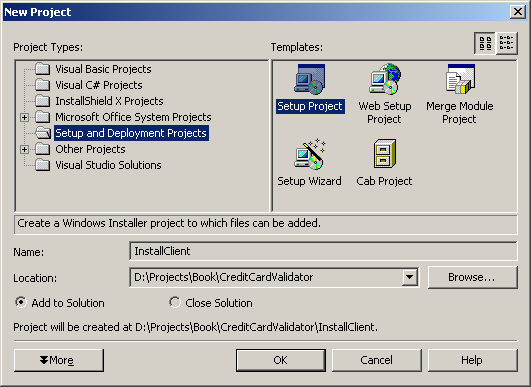 New Project
Project Types:
Templates:
Visual Basic Projects
Visual C# Projects
InstallShield X Projects
Microsoft Office System Projects
Setup and Deployment Projects
Other Projects
Visual Studio Solutions
Setup Project
Web Setup
Project
Merge Module
Project
Setup Wizard
Cab Project
Create a Windows Installer project to which files can be added.
Name:
InstallClient
Location:
D:\Projects\Book\CreditCardValidator
Browse...
Add to Solution
Close Solution
Project will be created at D:\Projects\Book\CreditCardValidator\InstallClient.
More
OK
Cancel
Help